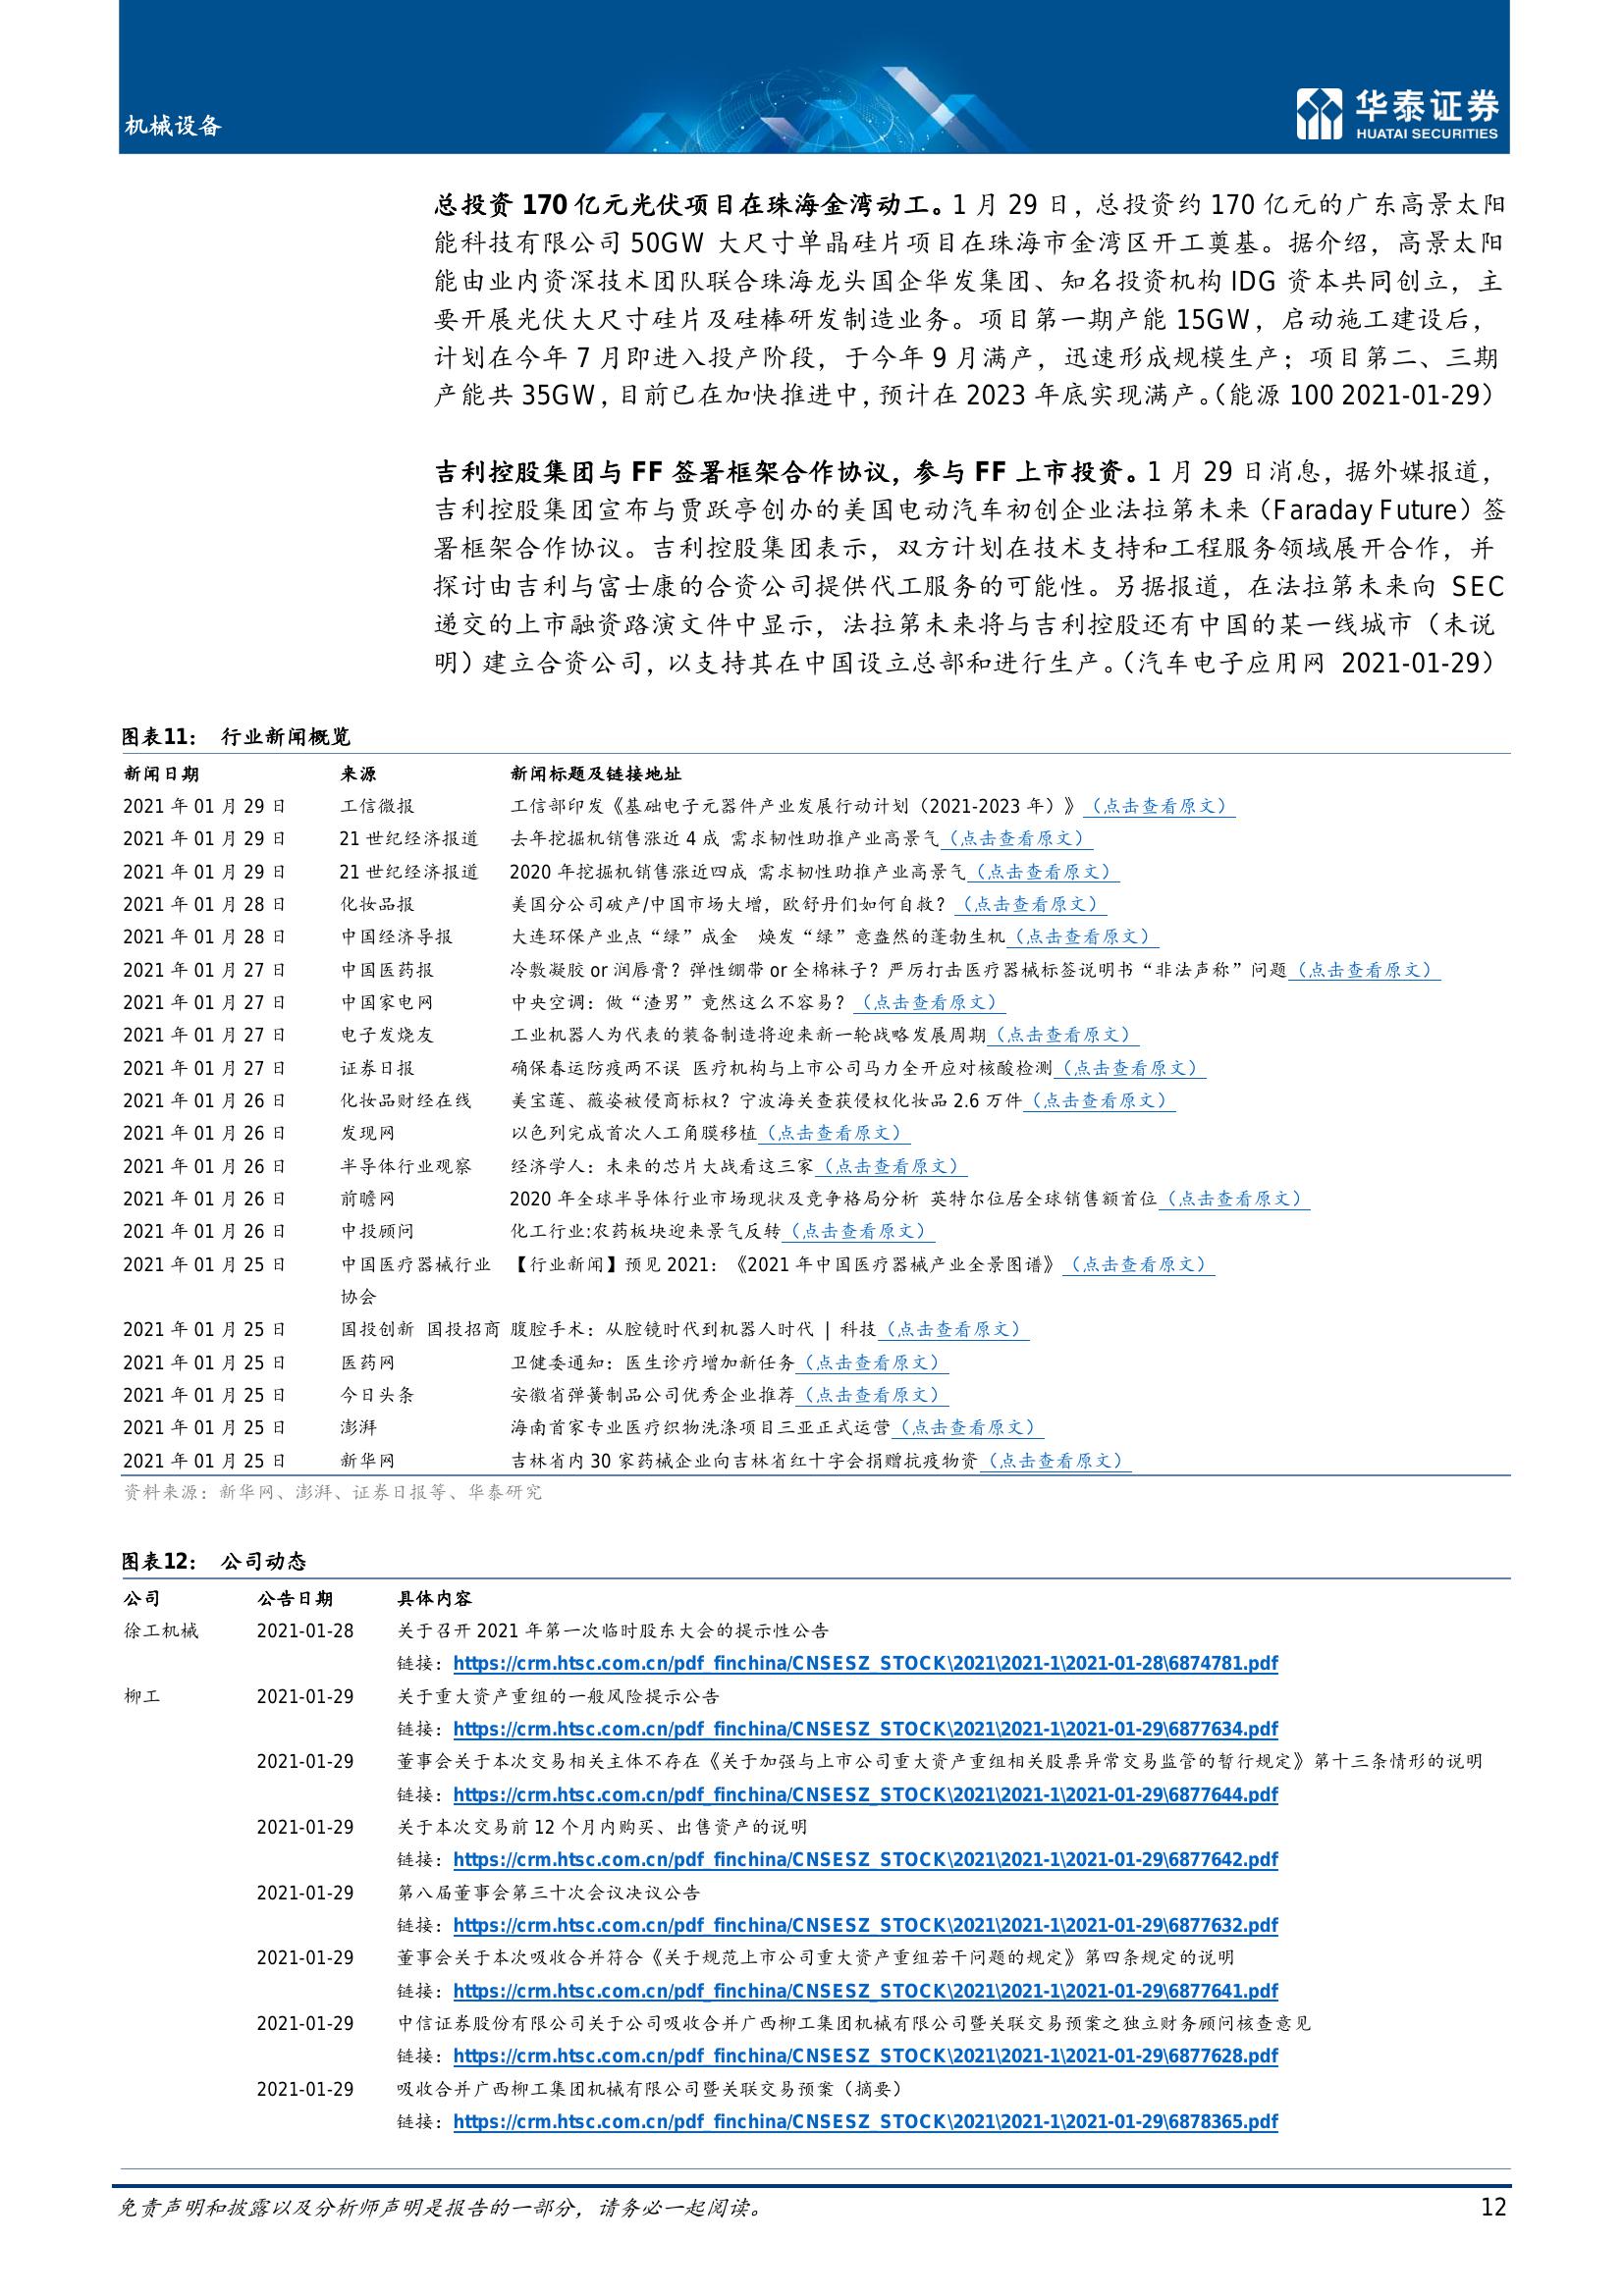 机械设备
华泰证券
HUATAI SECURITIES
总投资 170 亿元光伏项目在珠海金湾动工。1 月 29 日，总投资约 170 亿元的广东高景太阳
能科技有限公司 50GW 大尺寸单晶硅片项目在珠海市金湾区开工奠基。据介绍，高景太阳
能由业内资深技术团队联合珠海龙头国企华发集团、知名投资机构 IDG 资本共同创立，主
要开展光伏大尺寸硅片及硅棒研发制造业务。项目第一期产能 15GW，启动施工建设后，
计划在今年 7 月即进入投产阶段，于今年 9 月满产，迅速形成规模生产；项目第二、三期
产能共 35GW，目前已在加快推进中，预计在 2023 年底实现满产。（能源 100 2021-01-29）
吉利控股集团与 FF 签署框架合作协议，参与 FF 上市投资。1 月 29 日消息，据外媒报道，
吉利控股集团宣布与贾跃亭创办的美国电动汽车初创企业法拉第未来（Faraday Future）签
署框架合作协议。吉利控股集团表示，双方计划在技术支持和工程服务领域展开合作，并
探讨由吉利与富士康的合资公司提供代工服务的可能性。另据报道，在法拉第未来向 SEC
递交的上市融资路演文件中显示，法拉第未来将与吉利控股还有中国的某一线城市（未说
明）建立合资公司，以支持其在中国设立总部和进行生产。（汽车电子应用网 2021-01-29）
图表11： 行业新闻概览
新闻日期 来源 新闻标题及链接地址
2021 年 01 月 29 日 工信微报 工信部印发《基础电子元器件产业发展行动计划（2021-2023 年）》（点击查看原文）
2021 年 01 月 29 日 21 世纪经济报道 去年挖掘机销售涨近 4 成 需求韧性助推产业高景气（点击查看原文）
2021 年 01 月 29 日 21 世纪经济报道 2020 年挖掘机销售涨近四成 需求韧性助推产业高景气（点击查看原文）
2021 年 01 月 28 日 化妆品报 美国分公司破产/中国市场大增，欧舒丹们如何自救？（点击查看原文）
2021 年 01 月 28 日 中国经济导报 大连环保产业点“绿”成金 焕发“绿”意盎然的蓬勃生机（点击查看原文）
2021 年 01 月 27 日 中国医药报 冷敷凝胶 or 润唇膏？弹性绷带 or 全棉袜子？严厉打击医疗器械标签说明书“非法声称”问题（点击查看原文）
2021 年 01 月 27 日 中国家电网 中央空调：做“渣男”竟然这么不容易？（点击查看原文）
2021 年 01 月 27 日 电子发烧友 工业机器人为代表的装备制造将迎来新一轮战略发展周期（点击查看原文）
2021 年 01 月 27 日 证券日报 确保春运防疫两不误 医疗机构与上市公司马力全开应对核酸检测（点击查看原文）
2021 年 01 月 26 日 化妆品财经在线 美宝莲、薇姿被侵商标权？宁波海关查获侵权化妆品 2.6 万件（点击查看原文）
2021 年 01 月 26 日 发现网 以色列完成首次人工角膜移植（点击查看原文）
2021 年 01 月 26 日 半导体行业观察 经济学人：未来的芯片大战看这三家（点击查看原文）
2021 年 01 月 26 日 前瞻网 2020 年全球半导体行业市场现状及竞争格局分析 英特尔位居全球销售额首位（点击查看原文）
2021 年 01 月 26 日 中投顾问 化工行业:农药板块迎来景气反转（点击查看原文）
2021 年 01 月 25 日 中国医疗器械行业 【行业新闻】预见 2021：《2021 年中国医疗器械产业全景图谱》（点击查看原文）
协会
2021 年 01 月 25 日 国投创新 国投招商 腹腔手术：从腔镜时代到机器人时代 | 科技（点击查看原文）
2021 年 01 月 25 日 医药网 卫健委通知：医生诊疗增加新任务（点击查看原文）
2021 年 01 月 25 日 今日头条 安徽省弹簧制品公司优秀企业推荐（点击查看原文）
2021 年 01 月 25 日 澎湃 海南首家专业医疗织物洗涤项目三亚正式运营（点击查看原文）
2021 年 01 月 25 日 新华网 吉林省内 30 家药械企业向吉林省红十字会捐赠抗疫物资（点击查看原文）
资料来源：新华网、澎湃、证券日报等、华泰研究
图表12： 公司动态
公司 公告日期 具体内容
徐工机械 2021-01-28 关于召开 2021 年第一次临时股东大会的提示性公告
链接：https://crm.htsc.com.cn/pdf_finchina/CNSESZ_STOCK\2021\2021-1\2021-01-28\6874781.pdf
柳工 2021-01-29 关于重大资产重组的一般风险提示公告
链接：https://crm.htsc.com.cn/pdf_finchina/CNSESZ_STOCK\2021\2021-1\2021-01-29\6877634.pdf
2021-01-29 董事会关于本次交易相关主体不存在《关于加强与上市公司重大资产重组相关股票异常交易监管的暂行规定》第十三条情形的说明
链接：https://crm.htsc.com.cn/pdf_finchina/CNSESZ_STOCK\2021\2021-1\2021-01-29\6877644.pdf
2021-01-29 关于本次交易前 12 个月内购买、出售资产的说明
链接：https://crm.htsc.com.cn/pdf_finchina/CNSESZ_STOCK\2021\2021-1\2021-01-29\6877642.pdf
2021-01-29 第八届董事会第三十次会议决议公告
链接：https://crm.htsc.com.cn/pdf_finchina/CNSESZ_STOCK\2021\2021-1\2021-01-29\6877632.pdf
2021-01-29 董事会关于本次吸收合并符合《关于规范上市公司重大资产重组若干问题的规定》第四条规定的说明
链接：https://crm.htsc.com.cn/pdf_finchina/CNSESZ_STOCK\2021\2021-1\2021-01-29\6877641.pdf
2021-01-29 中信证券股份有限公司关于公司吸收合并广西柳工集团机械有限公司暨关联交易预案之独立财务顾问核查意见
链接：https://crm.htsc.com.cn/pdf_finchina/CNSESZ_STOCK\2021\2021-1\2021-01-29\6877628.pdf
2021-01-29 吸收合并广西柳工集团机械有限公司暨关联交易预案（摘要）
链接：https://crm.htsc.com.cn/pdf_finchina/CNSESZ_STOCK\2021\2021-1\2021-01-29\6878365.pdf
免责声明和披露以及分析师声明是报告的一部分，请务必一起阅读。 12